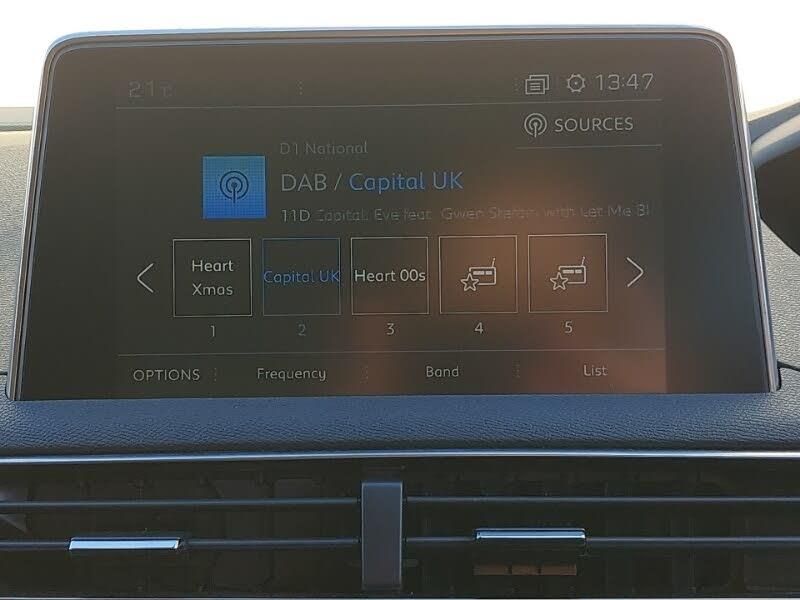 21°C 13:47
SOURCES
D1 National
DAB / Capital UK
11D Capital: Eve feat. Gwen Stefani with Let Me Bl
Heart Xmas
Capital UK
Heart 00s
1 2 3 4 5
OPTIONS Frequency Band List